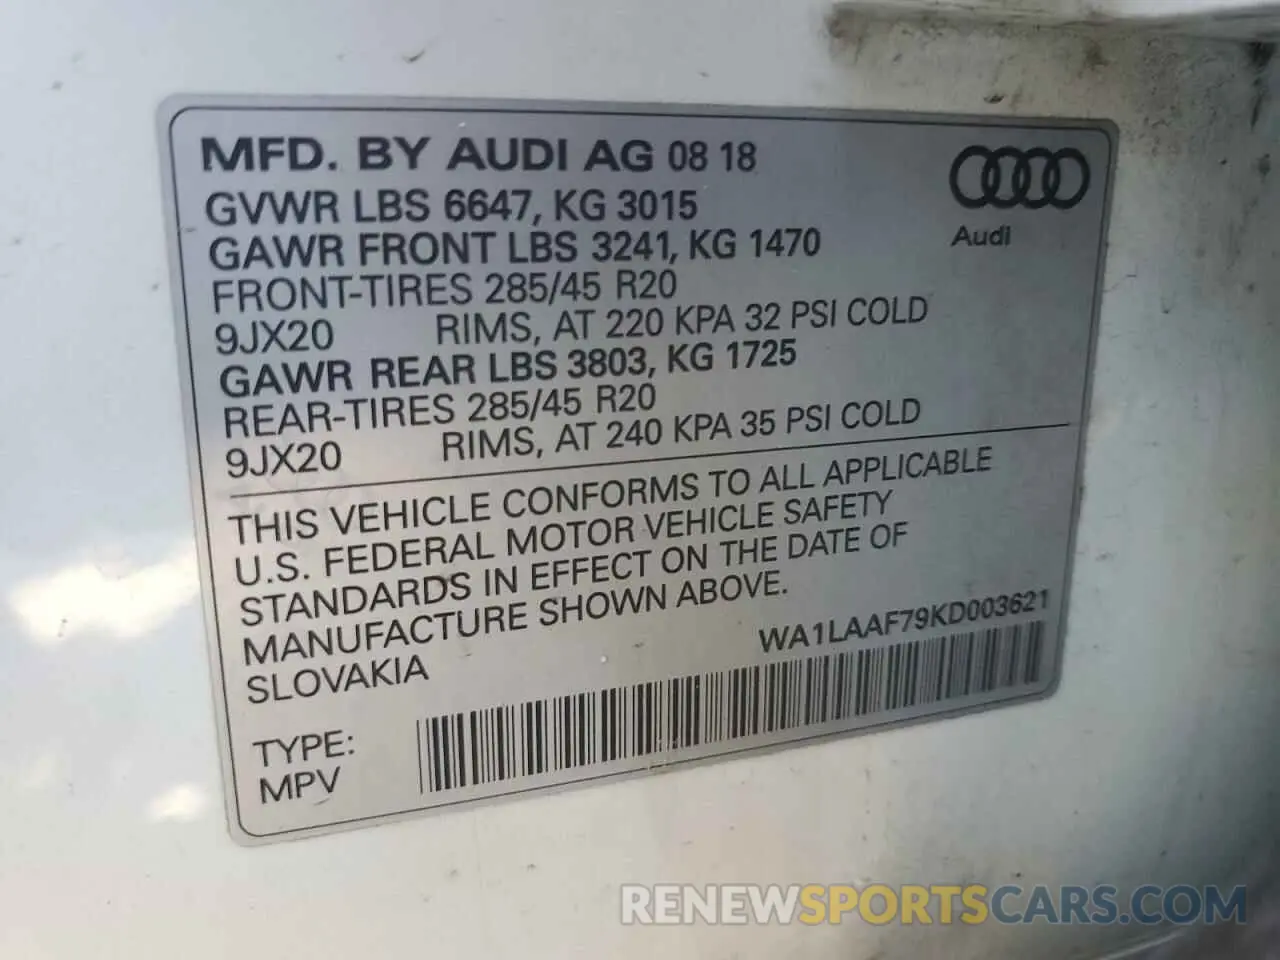 MFD. BY AUDI AG 08 18
GVWR LBS 6647, KG 3015
GAWR FRONT LBS 3241, KG 1470
FRONT-TIRES 285/45 R20
9JX20 RIMS, AT 220 KPA 32 PSI COLD
GAWR REAR LBS 3803, KG 1725
REAR-TIRES 285/45 R20
9JX20 RIMS, AT 240 KPA 35 PSI COLD
Audi
THIS VEHICLE CONFORMS TO ALL APPLICABLE
U.S. FEDERAL MOTOR VEHICLE SAFETY
STANDARDS IN EFFECT ON THE DATE OF
MANUFACTURE SHOWN ABOVE.
SLOVAKIA
WA1LAAF79KD003621
TYPE:
MPV
RENEWSPORTSCARS.COM